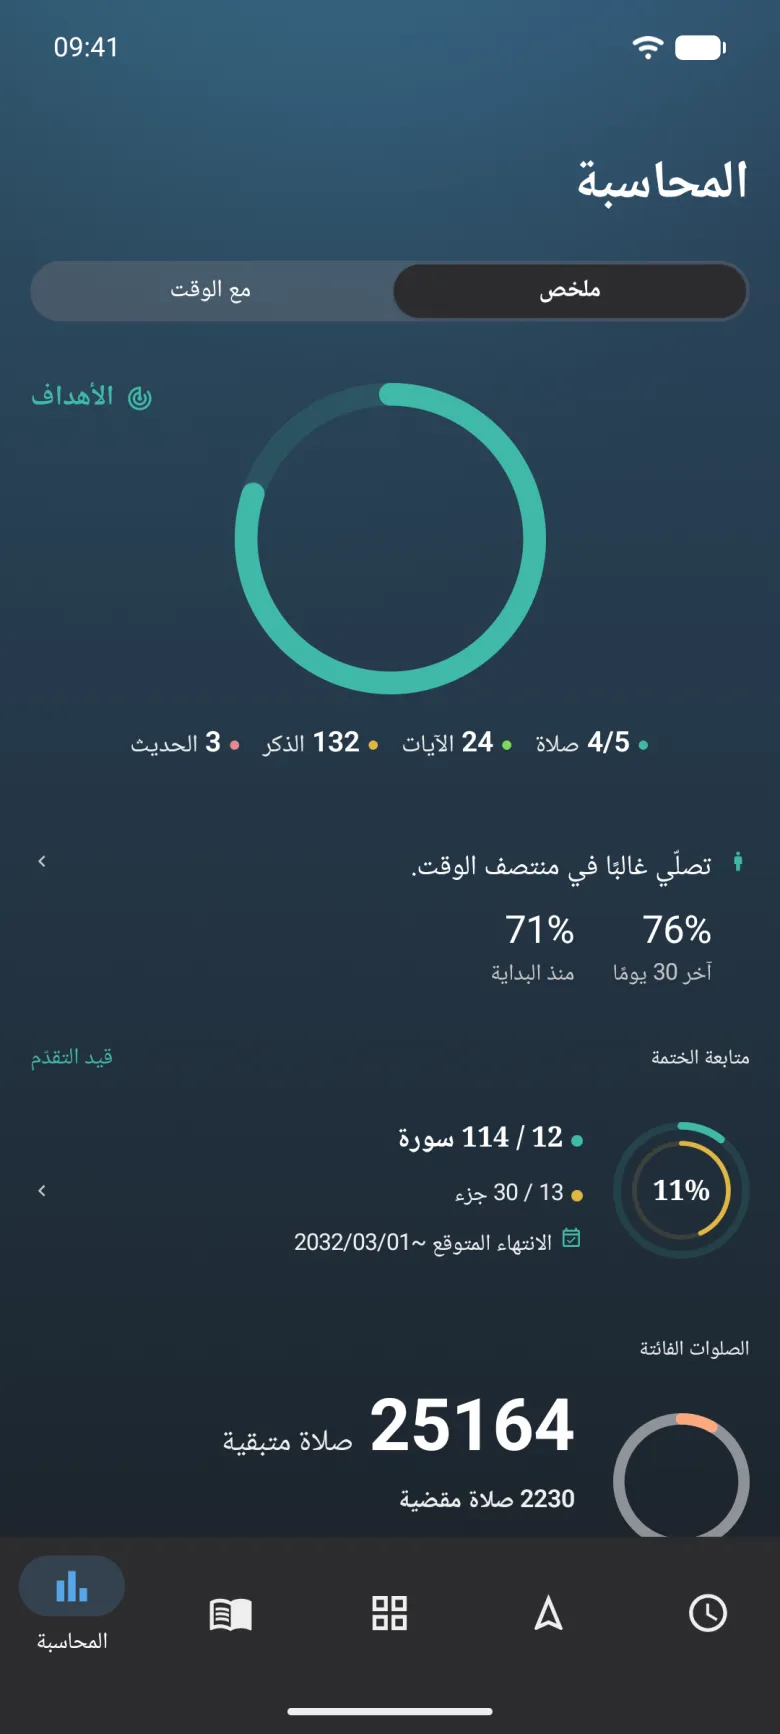 09:41
المحاسبة
ملخص
مع الوقت
الأهداف
4/5 صلاة 24 الآيات 132 الذكر 3 الحديث
تصلّي غالبًا في منتصف الوقت.
76% 71%
آخر 30 يومًا منذ البداية
متابعة الختمة
قيد التقدّم
12 / 114 سورة
11%
13 / 30 جزء
الانتهاء المتوقع ~2032/03/01
الصلوات الفائتة
25164 صلاة متبقية
2230 صلاة مقضية
المحاسبة